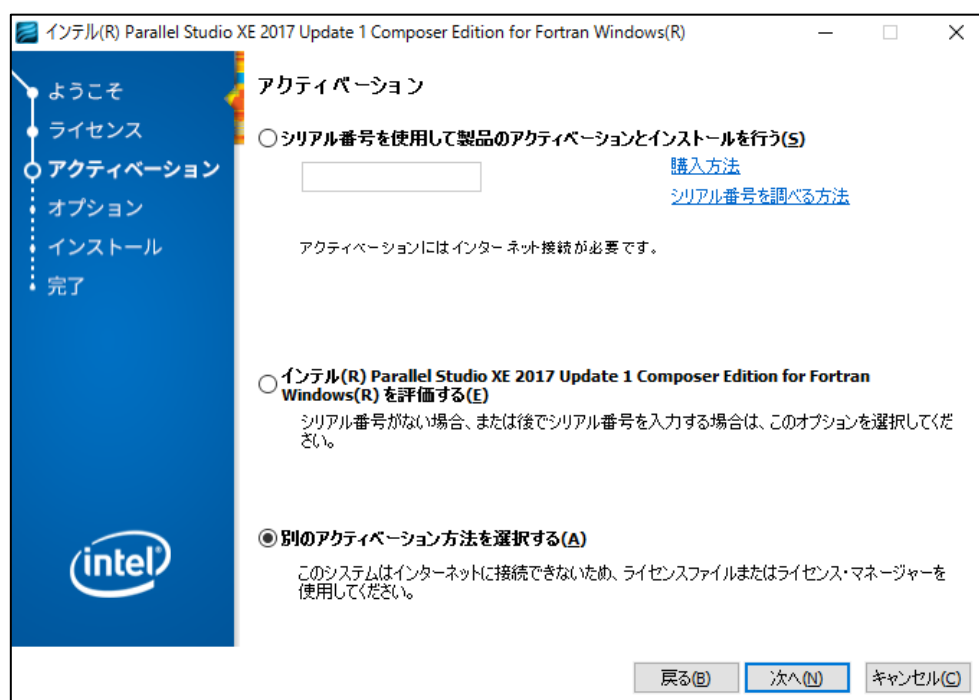 インテル(R) Parallel Studio XE 2017 Update 1 Composer Edition for Fortran Windows(R)
ようこそ
ライセンス
アクティベーション
オプション
インストール
完了
intel®
アクティベーション
シリアル番号を使用して製品のアクティベーションとインストールを行う(S)
購入方法
シリアル番号を調べる方法
アクティベーションにはインターネット接続が必要です。
インテル(R) Parallel Studio XE 2017 Update 1 Composer Edition for Fortran
Windows(R) を評価する(E)
シリアル番号がない場合、または後でシリアル番号を入力する場合は、このオプションを選択してくだ
さい。
別のアクティベーション方法を選択する(A)
このシステムはインターネットに接続できないため、ライセンスファイルまたはライセンス・マネージャーを
使用してください。
戻る(B)
次へ(N)
キャンセル(C)